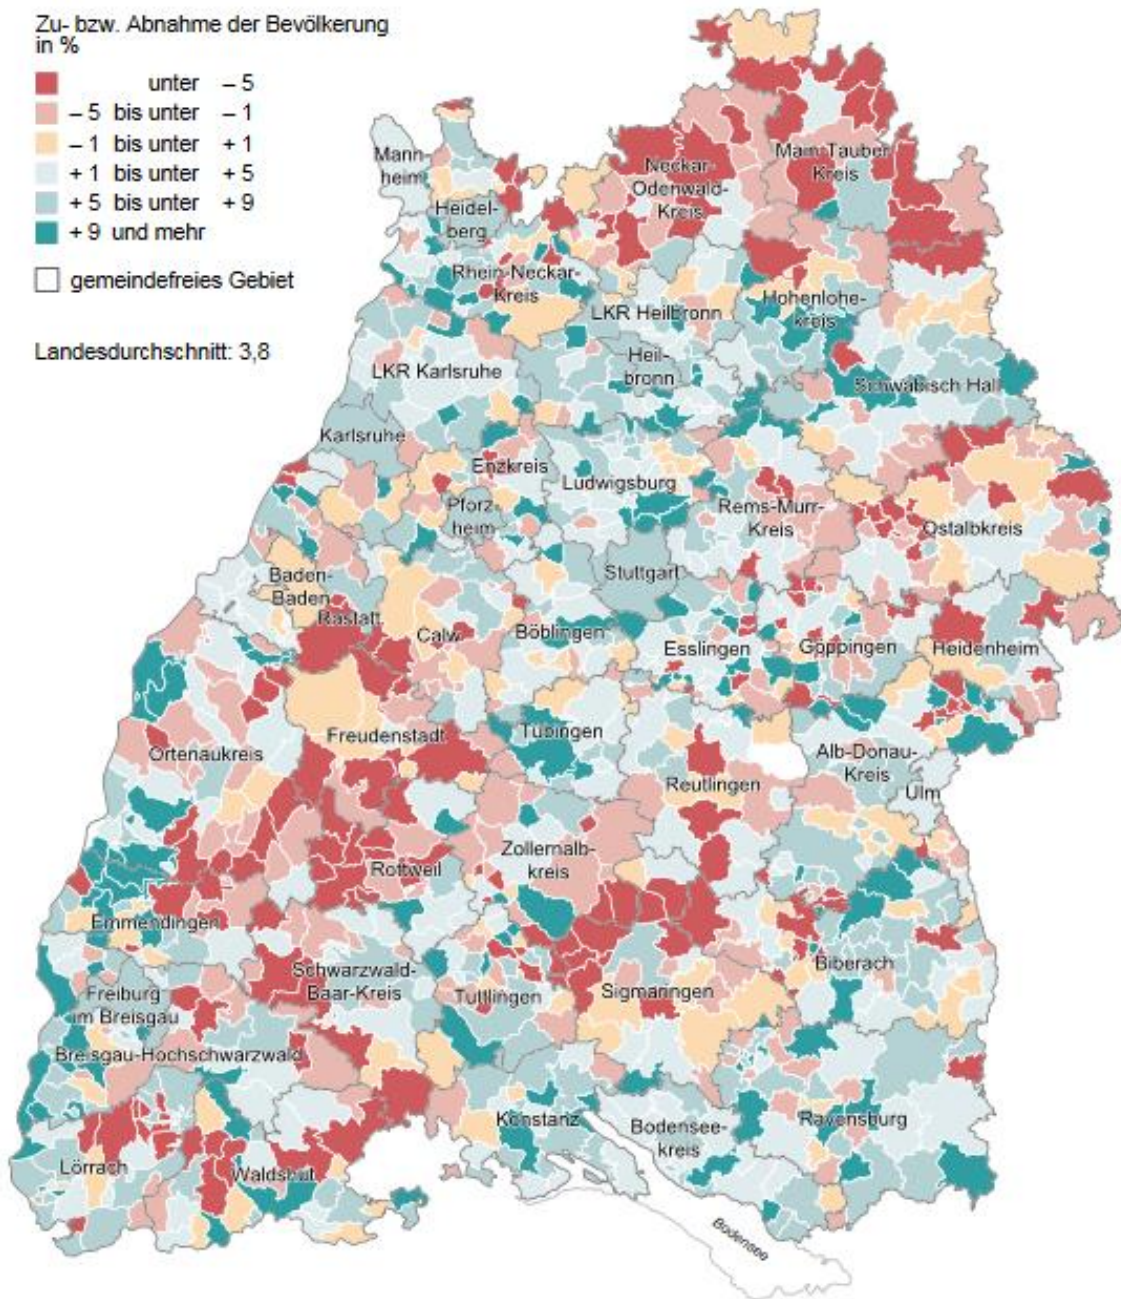 Zu- bzw. Abnahme der Bevölkerung
in %
unter – 5
– 5 bis unter – 1
– 1 bis unter + 1
+ 1 bis unter + 5
+ 5 bis unter + 9
+ 9 und mehr
gemeindefreies Gebiet
Landesdurchschnitt: 3,8
Mann-
heim
Heidel-
berg
Neckar-
Odenwald-
Kreis
Main-Tauber-
Kreis
Rhein-Neckar-
Kreis
LKR Heilbronn
Hohenlohe-
kreis
LKR Karlsruhe
Heil-
bronn
Schwäbisch Hall
Karlsruhe
Enzkreis
Ludwigsburg
Pforz-
heim
Rems-Murr-
Kreis
Ostalbkreis
Stuttgart
Baden-
Baden
Rastatt
Calw
Böblingen
Esslingen
Göppingen
Heidenheim
Ortenaukreis
Freudenstadt
Tübingen
Reutlingen
Alb-Donau-
Kreis
Ulm
Rottweil
Zollernalb-
kreis
Emmendingen
Freiburg
im Breisgau
Schwarzwald-
Baar-Kreis
Tuttlingen
Sigmaringen
Biberach
Breisgau-Hochschwarzwald
Konstanz
Bodensee-
kreis
Ravensburg
Lörrach
Waldshut
Bodensee